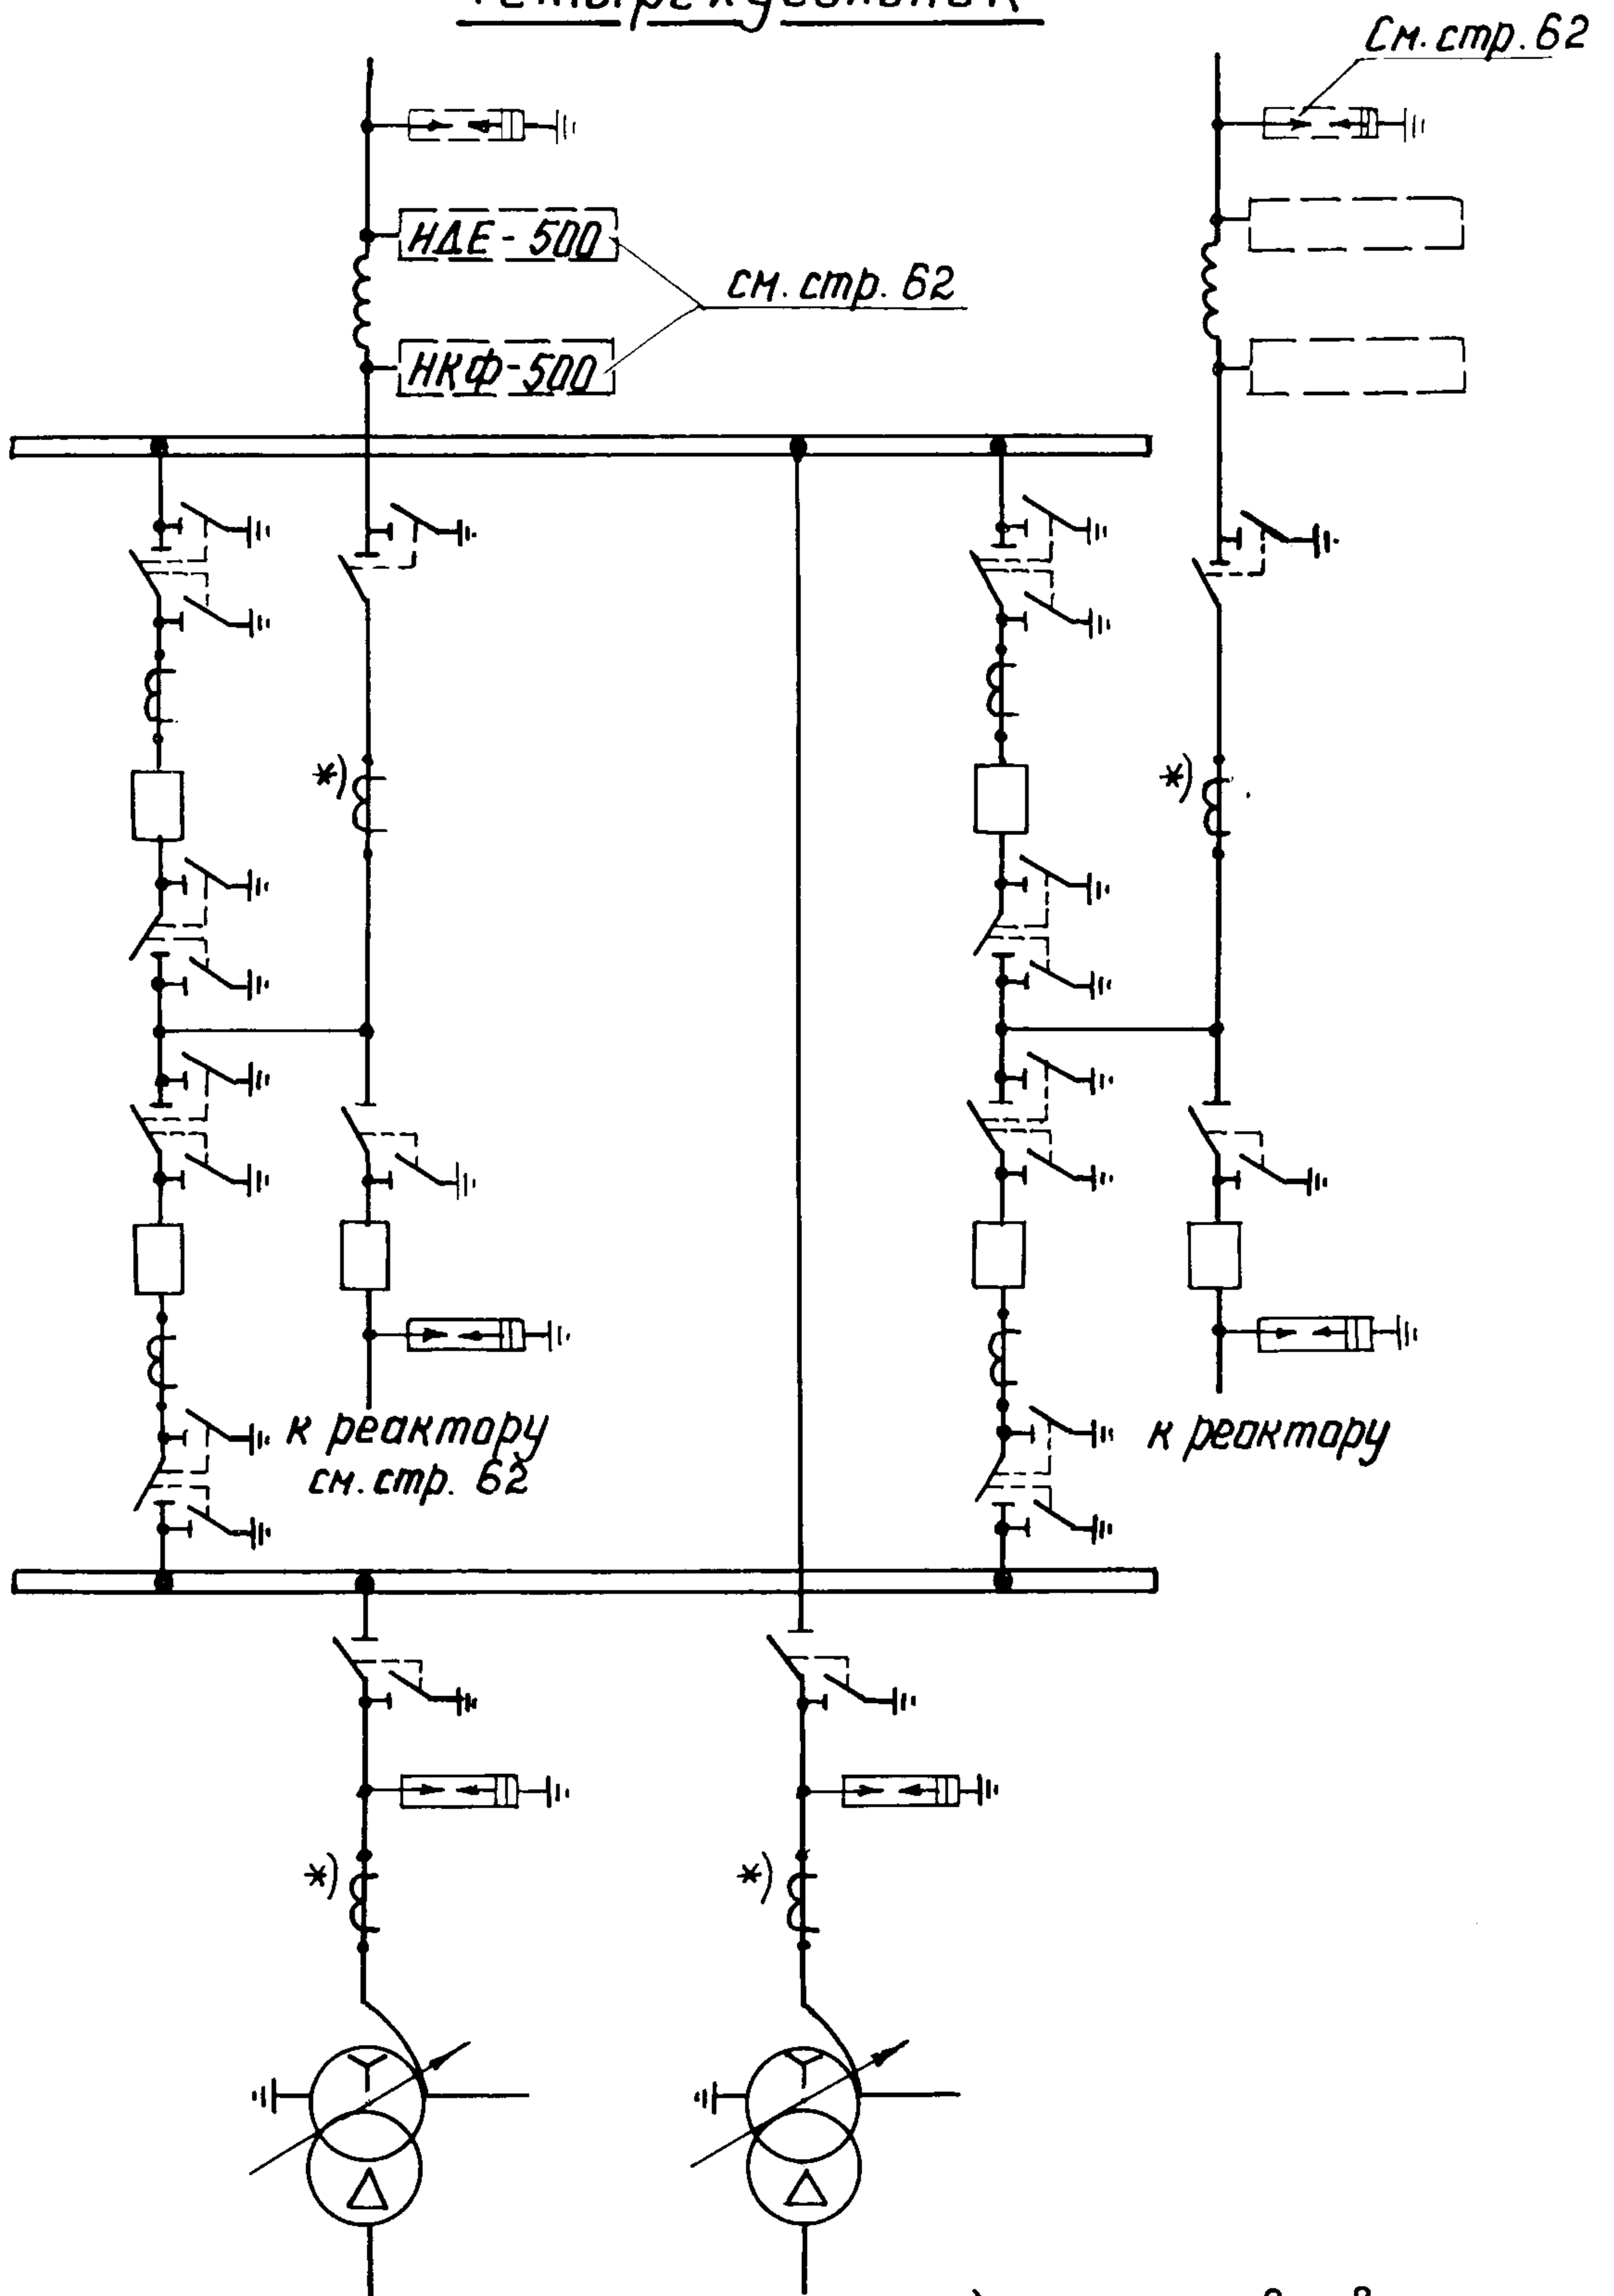 См. стр. 62
НДЕ - 500
см. стр. 62
НКФ-500
*)
*)
к реактору
см. стр. 62
к реактору
*)
*)